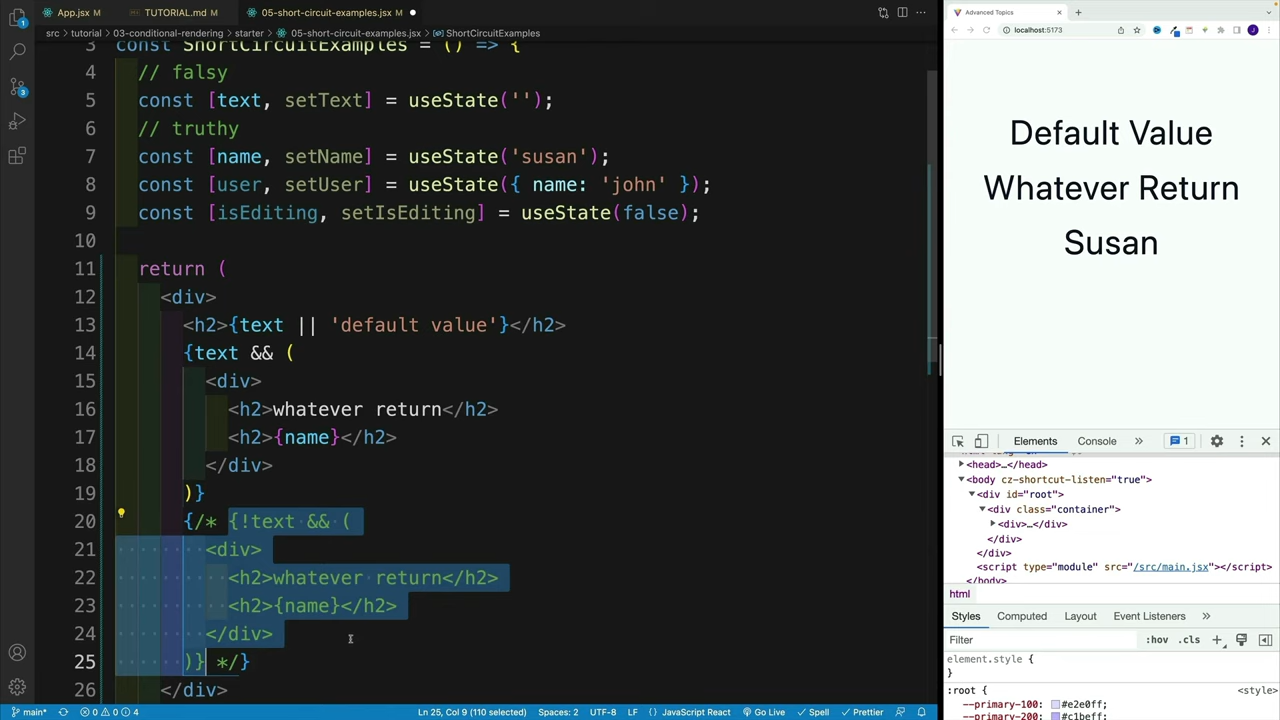 App.jsx M
TUTORIAL.md M
05-short-circuit-examples.jsx M
src > tutorial > 03-conditional-rendering > starter > 05-short-circuit-examples.jsx > ShortCircuitExamples
3 const ShortCircuitExamples = () => {
4 // falsy
5 const [text, setText] = useState('');
6 // truthy
7 const [name, setName] = useState('susan');
8 const [user, setUser] = useState({ name: 'john' });
9 const [isEditing, setIsEditing] = useState(false);
10
11 return (
12 <div>
13 <h2>{text || 'default value'}</h2>
14 {text && (
15 <div>
16 <h2>whatever return</h2>
17 <h2>{name}</h2>
18 </div>
19 )}
20 {/* {!text && (
21 <div>
22 <h2>whatever return</h2>
23 <h2>{name}</h2>
24 </div>
25 )} */}
26 </div>
1
3
main*
0 0 4
Ln 25, Col 9 (110 selected)
Spaces: 2
UTF-8
LF
JavaScript React
Go Live
Spell
Prettier
Advanced Topics
localhost:5173
J
Default Value
Whatever Return
Susan
Elements
Console
1
<head>…</head>
<body cz-shortcut-listen="true">
<div id="root">
<div class="container">
<div>…</div>
</div>
</div>
<script type="module" src="/src/main.jsx"></script>
</body>
html
Styles
Computed
Layout
Event Listeners
Filter
:hov .cls
element.style {
}
:root {
<style>
--primary-100: #e2e0ff;
--primary-200: #c1beff;